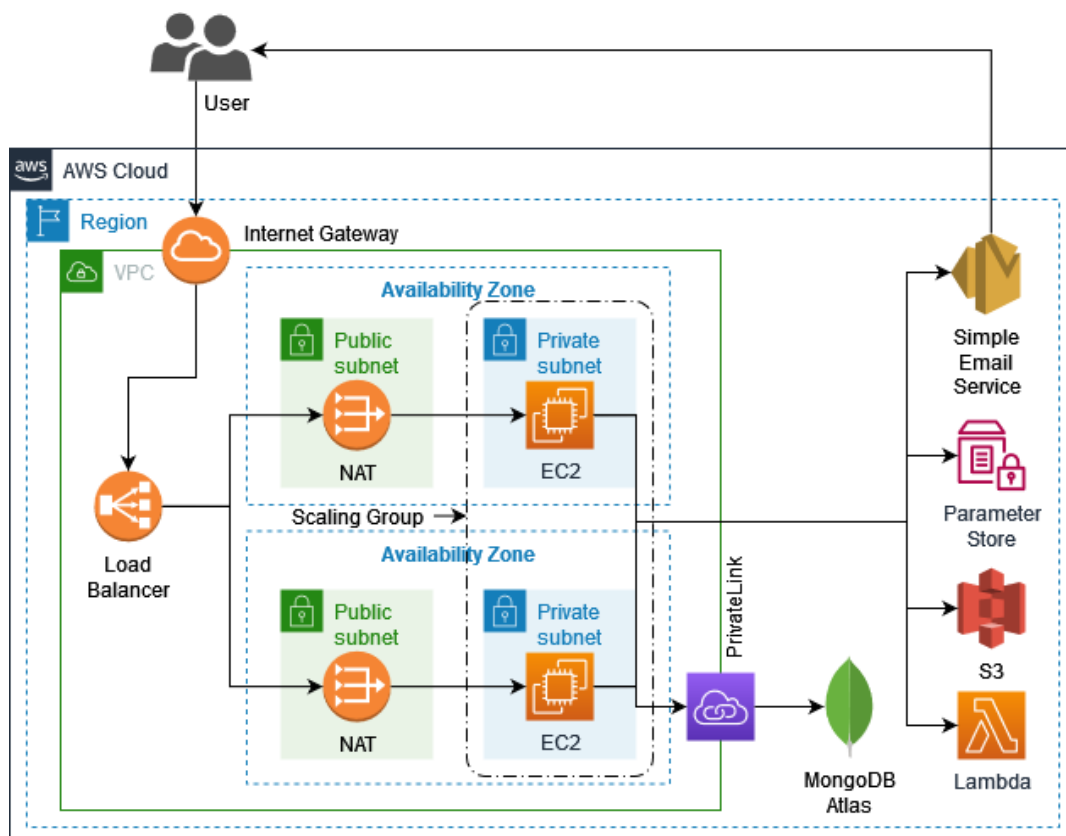 User
aws
AWS Cloud
Region
Internet Gateway
VPC
Availability Zone
Public
subnet
Private
subnet
NAT
EC2
Simple
Email
Service
Scaling Group
Load
Balancer
Parameter
Store
Availability Zone
Public
subnet
Private
subnet
NAT
EC2
PrivateLink
S3
MongoDB
Atlas
Lambda